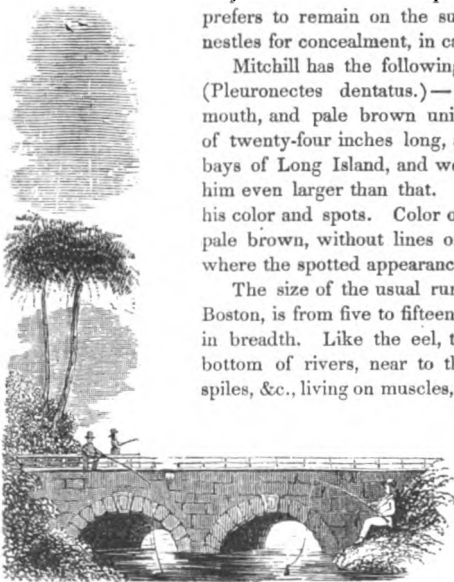 prefers to remain on the su
nestles for concealment, in ca
Mitchill has the following
(Pleuronectes dentatus.)—
mouth, and pale brown uni
of twenty-four inches long,
bays of Long Island, and we
him even larger than that.
his color and spots. Color o
pale brown, without lines o
where the spotted appearanc
The size of the usual run
Boston, is from five to fifteen
in breadth. Like the eel, t
bottom of rivers, near to th
spiles, &c., living on muscles,